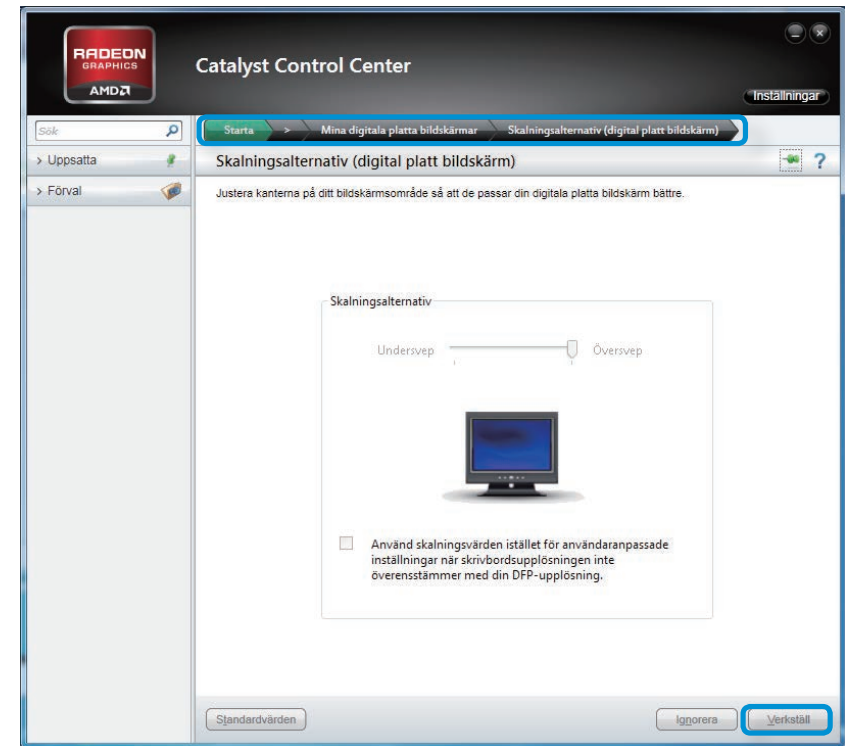 RADEON
GRAPHICS
AMD
Catalyst Control Center
Inställningar
Sök
Starta > Mina digitala platta bildskärmar Skalningsalternativ (digital platt bildskärm)
> Uppsatta
Skalningsalternativ (digital platt bildskärm)
?
> Förval
Justera kanterna på ditt bildskärmsområde så att de passar din digitala platta bildskärm bättre.
Skalningsalternativ
Undersvep
Översvep
Använd skalningsvärden istället för användaranpassade
inställningar när skrivbordsupplösningen inte
överensstämmer med din DFP-upplösning.
Standardvärden
Ignorera
Verkställ